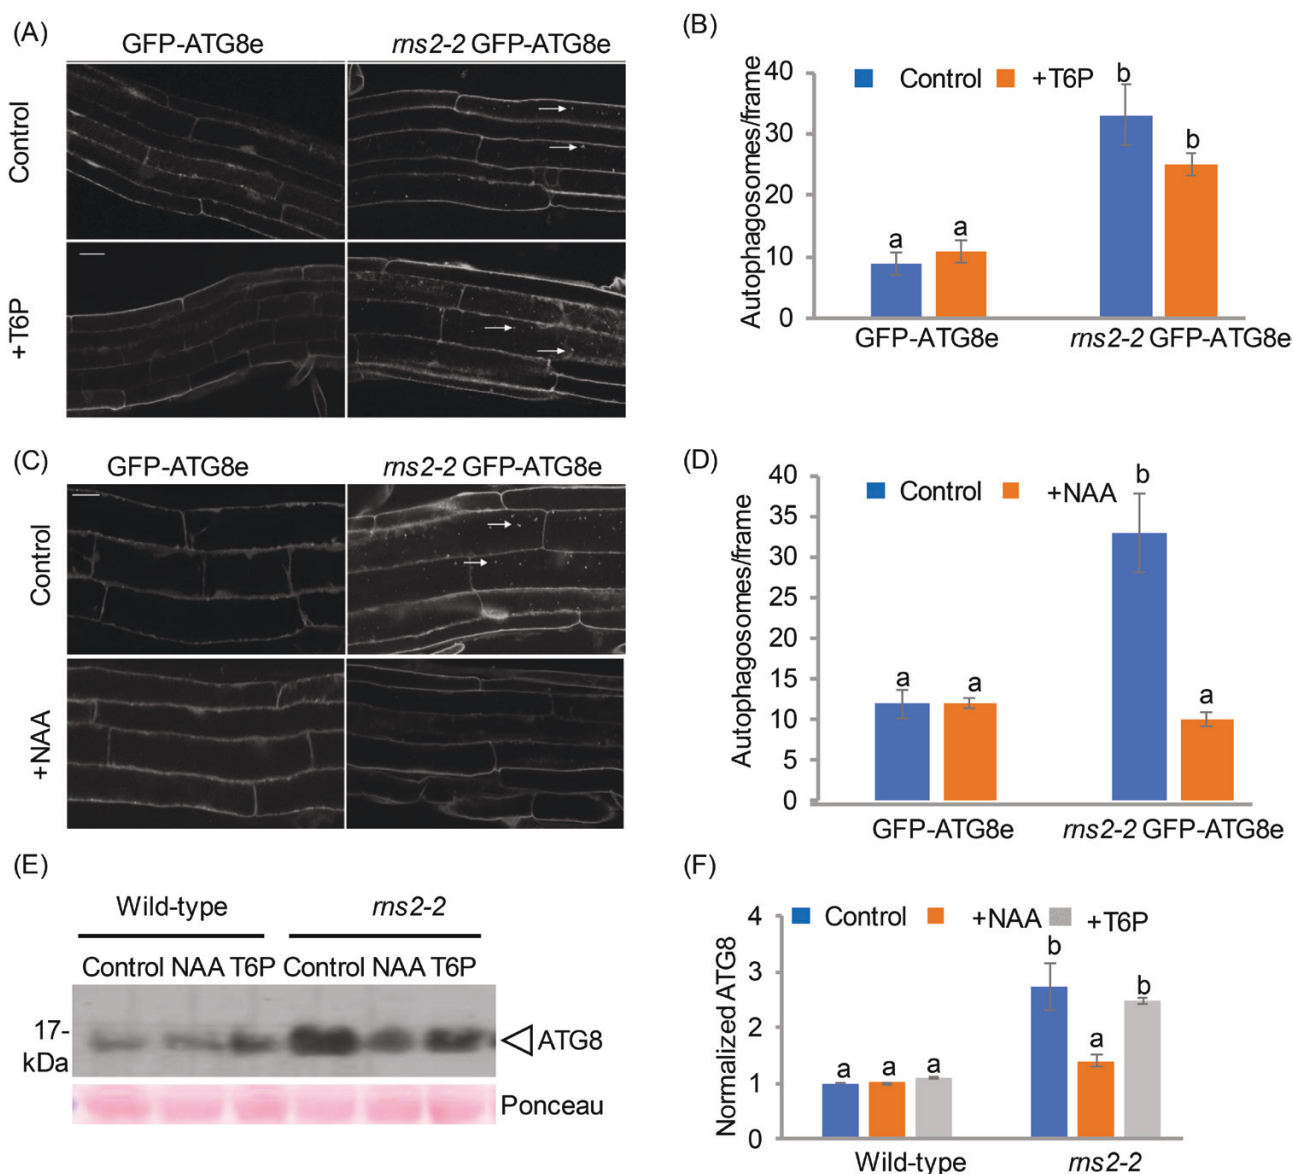 (A)
GFP-ATG8e rns2-2 GFP-ATG8e
Control
+T6P
(B)
Control +T6P
Autophagosomes/frame
40
30
20
10
0
a a b b
GFP-ATG8e rns2-2 GFP-ATG8e
(C)
GFP-ATG8e rns2-2 GFP-ATG8e
Control
+NAA
(D)
Control +NAA
Autophagosomes/frame
40
35
30
25
20
15
10
5
0
a a b a
GFP-ATG8e rns2-2 GFP-ATG8e
(E)
Wild-type rns2-2
Control NAA T6P Control NAA T6P
17-
kDa
ATG8
Ponceau
(F)
Control +NAA +T6P
Normalized ATG8
4
3
2
1
0
a a a b a b
Wild-type rns2-2